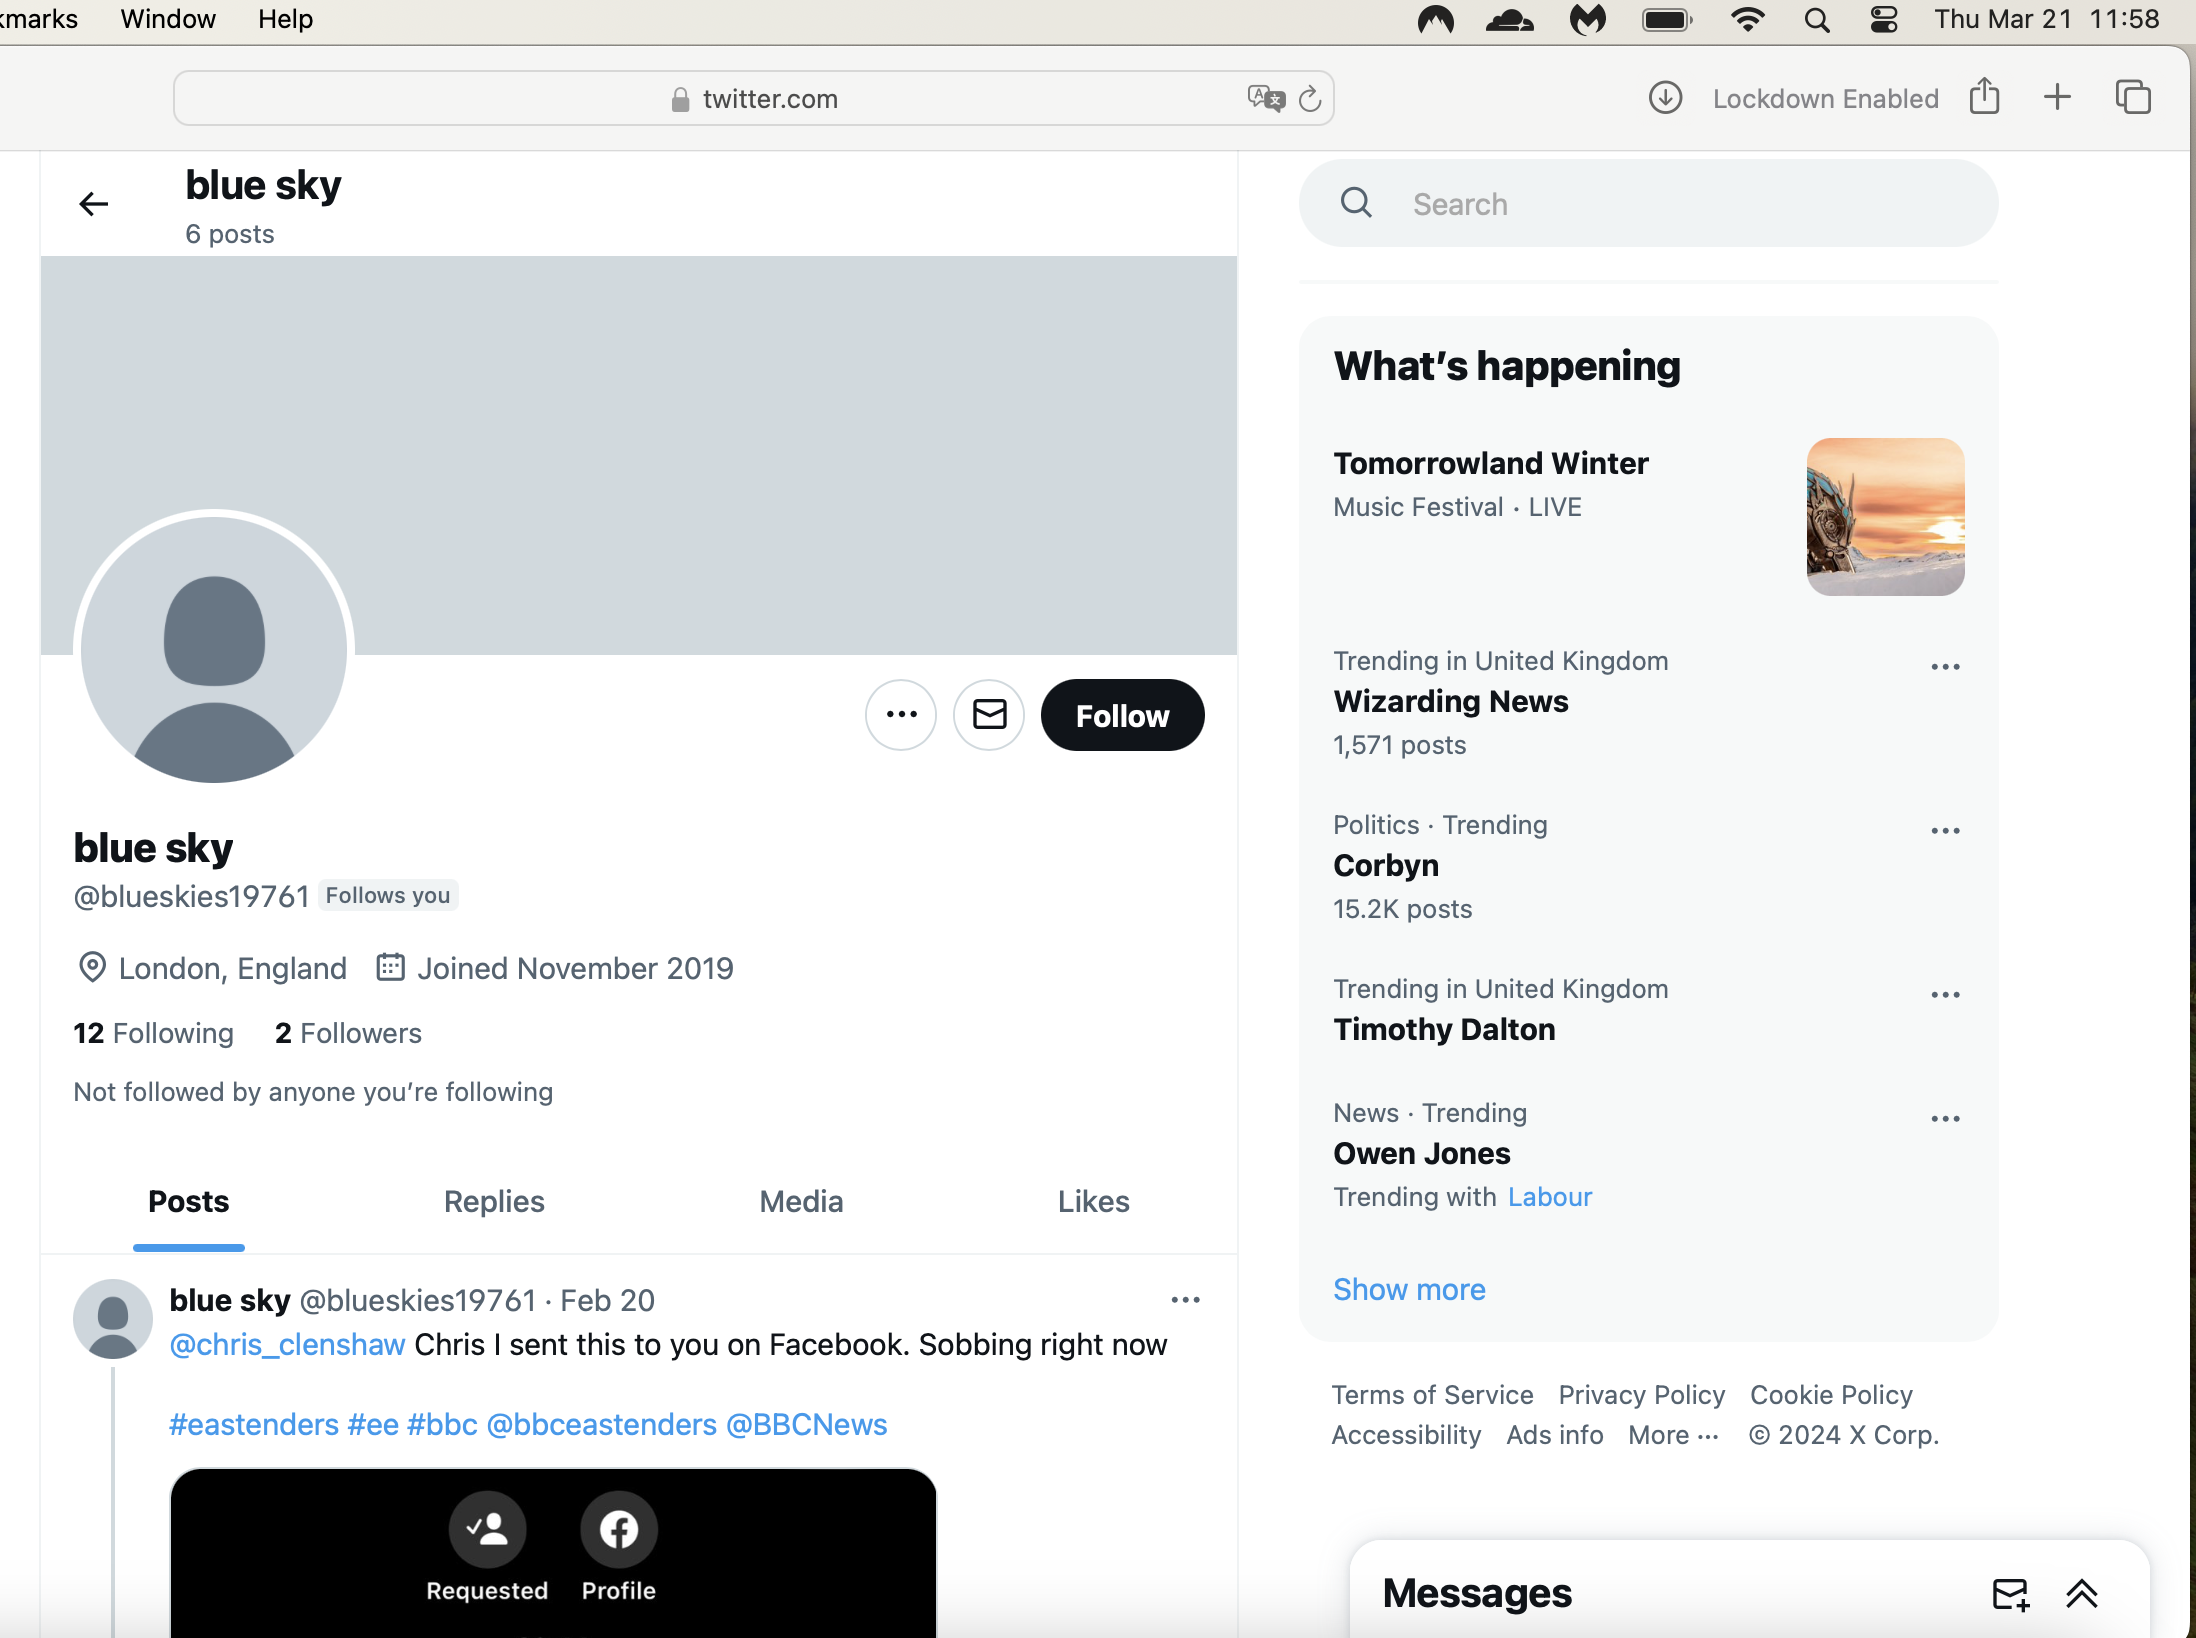 kmarks Window Help Thu Mar 21 11:58
twitter.com
Lockdown Enabled
blue sky
6 posts
Follow
blue sky
@blueskies19761 Follows you
London, England Joined November 2019
12 Following 2 Followers
Not followed by anyone you’re following
Posts Replies Media Likes
blue sky @blueskies19761 · Feb 20
@chris_clenshaw Chris I sent this to you on Facebook. Sobbing right now
#eastenders #ee #bbc @bbceastenders @BBCNews
Requested Profile
Search
What’s happening
Tomorrowland Winter
Music Festival · LIVE
Trending in United Kingdom
Wizarding News
1,571 posts
Politics · Trending
Corbyn
15.2K posts
Trending in United Kingdom
Timothy Dalton
News · Trending
Owen Jones
Trending with Labour
Show more
Terms of Service Privacy Policy Cookie Policy
Accessibility Ads info More ··· © 2024 X Corp.
Messages